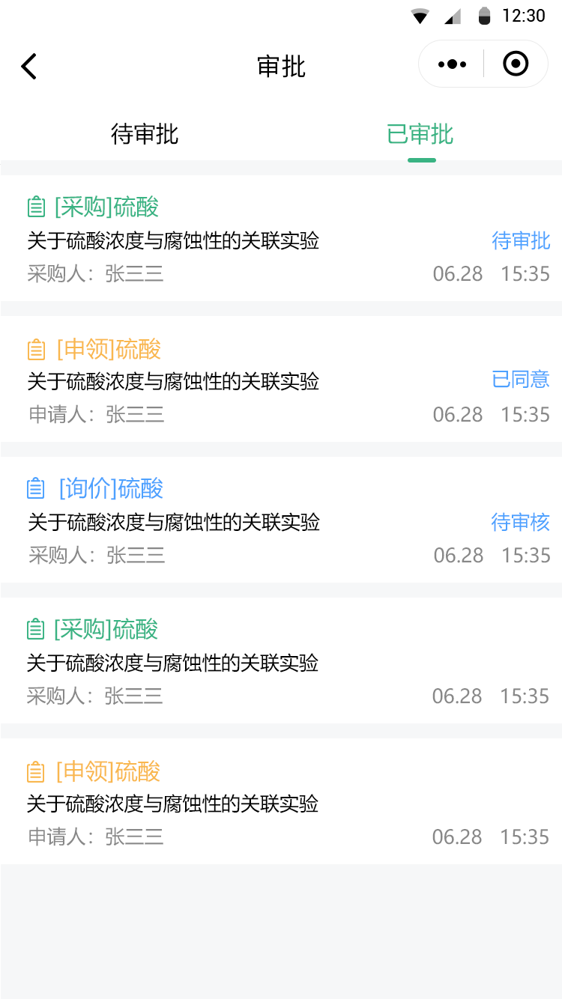 12:30
审批
待审批 已审批
[采购]硫酸
关于硫酸浓度与腐蚀性的关联实验 待审批
采购人：张三三 06.28 15:35
[申领]硫酸
关于硫酸浓度与腐蚀性的关联实验 已同意
申请人：张三三 06.28 15:35
[询价]硫酸
关于硫酸浓度与腐蚀性的关联实验 待审核
采购人：张三三 06.28 15:35
[采购]硫酸
关于硫酸浓度与腐蚀性的关联实验
采购人：张三三 06.28 15:35
[申领]硫酸
关于硫酸浓度与腐蚀性的关联实验
申请人：张三三 06.28 15:35